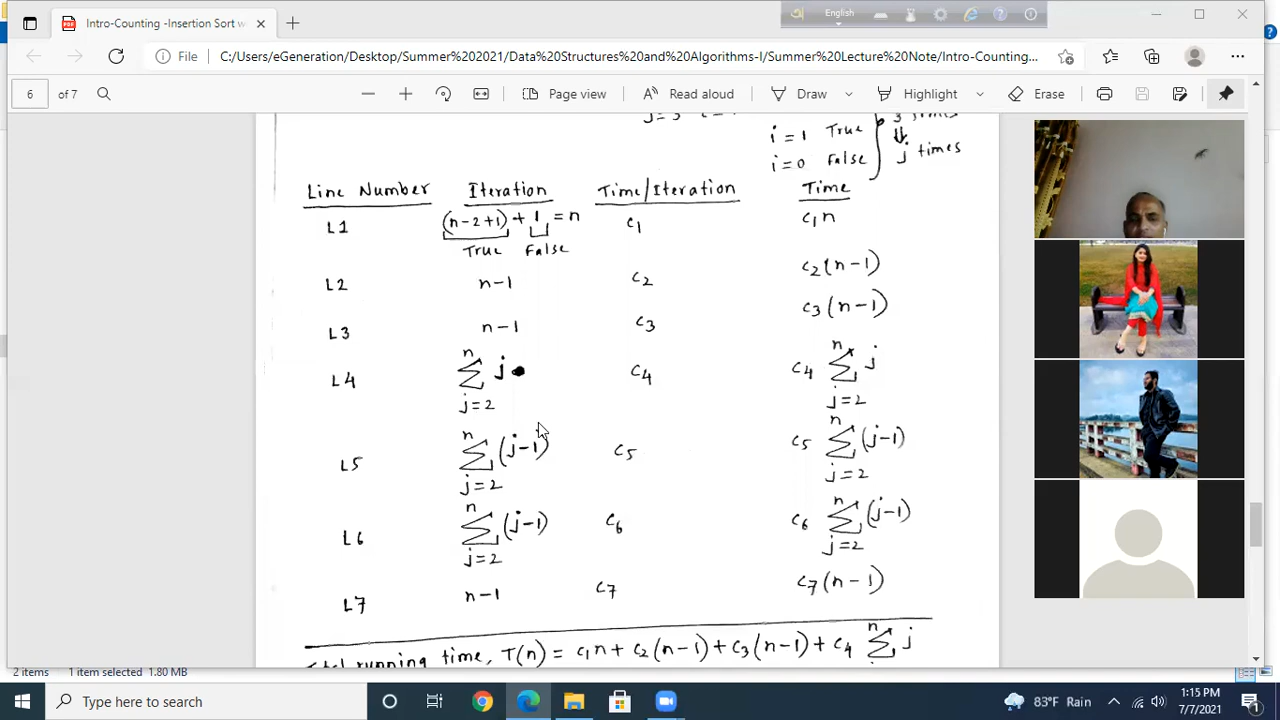 Intro-Counting -Insertion Sort w
English
File C:/Users/eGeneration/Desktop/Summer%202021/Data%20Structures%20and%20Algorithms-I/Summer%20Lecture%20Note/Intro-Counting...
6 of 7 Page view Read aloud Draw Highlight Erase
i = 1 True
i = 0 False
j times
Line Number Iteration Time/Iteration Time
L1 (n-2+1) + 1 = n c1 c1n
True False
L2 n-1 c2 c2(n-1)
L3 n-1 c3 c3(n-1)
L4 n∑j=2 j c4 c4 n∑j=2 j
L5 n∑j=2 (j-1) c5 c5 n∑j=2 (j-1)
L6 n∑j=2 (j-1) c6 c6 n∑j=2 (j-1)
L7 n-1 c7 c7(n-1)
running time, T(n) = c1n + c2(n-1) + c3(n-1) + c4 n∑ j
2 items 1 item selected 1.80 MB
Type here to search 83°F Rain 1:15 PM
7/7/2021